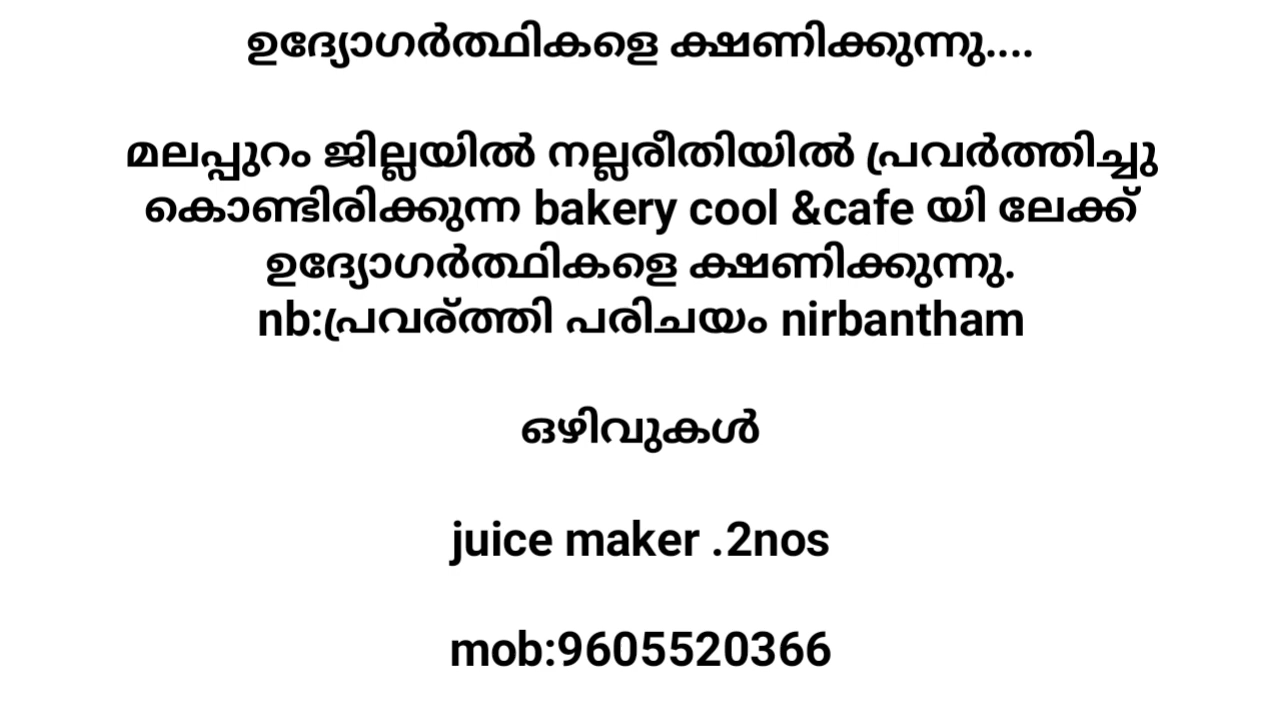 ഉദ്യോഗർത്ഥികളെ ക്ഷണിക്കുന്നു....
മലപ്പുറം ജില്ലയിൽ നല്ലരീതിയിൽ പ്രവർത്തിച്ചു
കൊണ്ടിരിക്കുന്ന bakery cool &cafe യി ലേക്ക്
ഉദ്യോഗർത്ഥികളെ ക്ഷണിക്കുന്നു.
nb:പ്രവര്ത്തി പരിചയം nirbantham
ഒഴിവുകൾ
juice maker .2nos
mob:9605520366